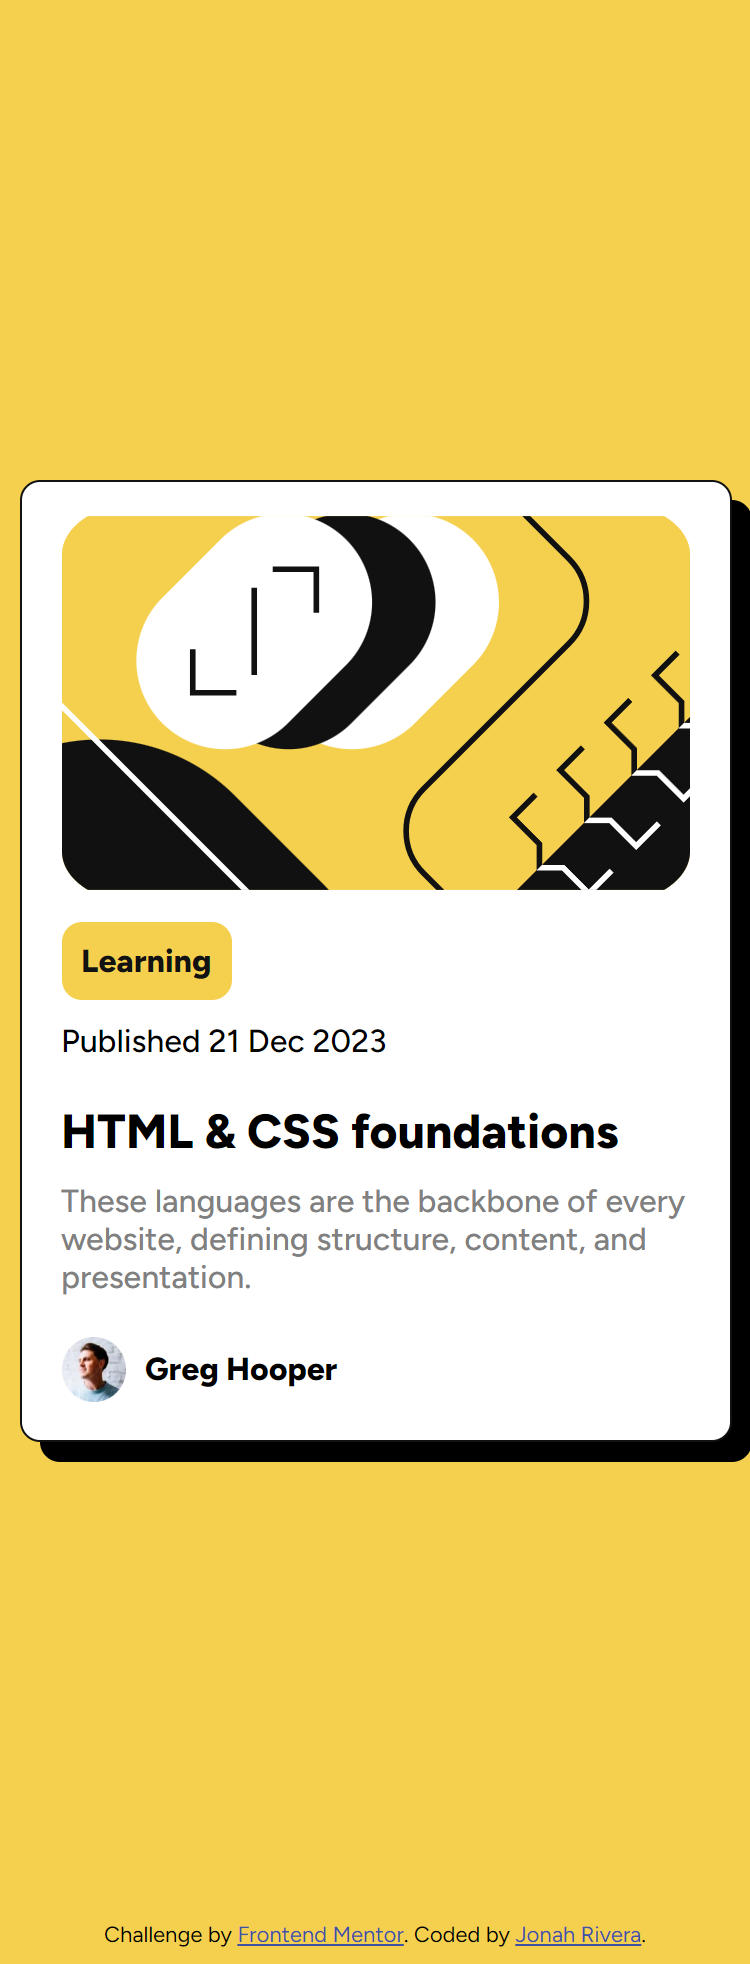 Learning
Published 21 Dec 2023
HTML & CSS foundations
These languages are the backbone of every
website, defining structure, content, and
presentation.
Greg Hooper
Challenge by Frontend Mentor. Coded by Jonah Rivera.